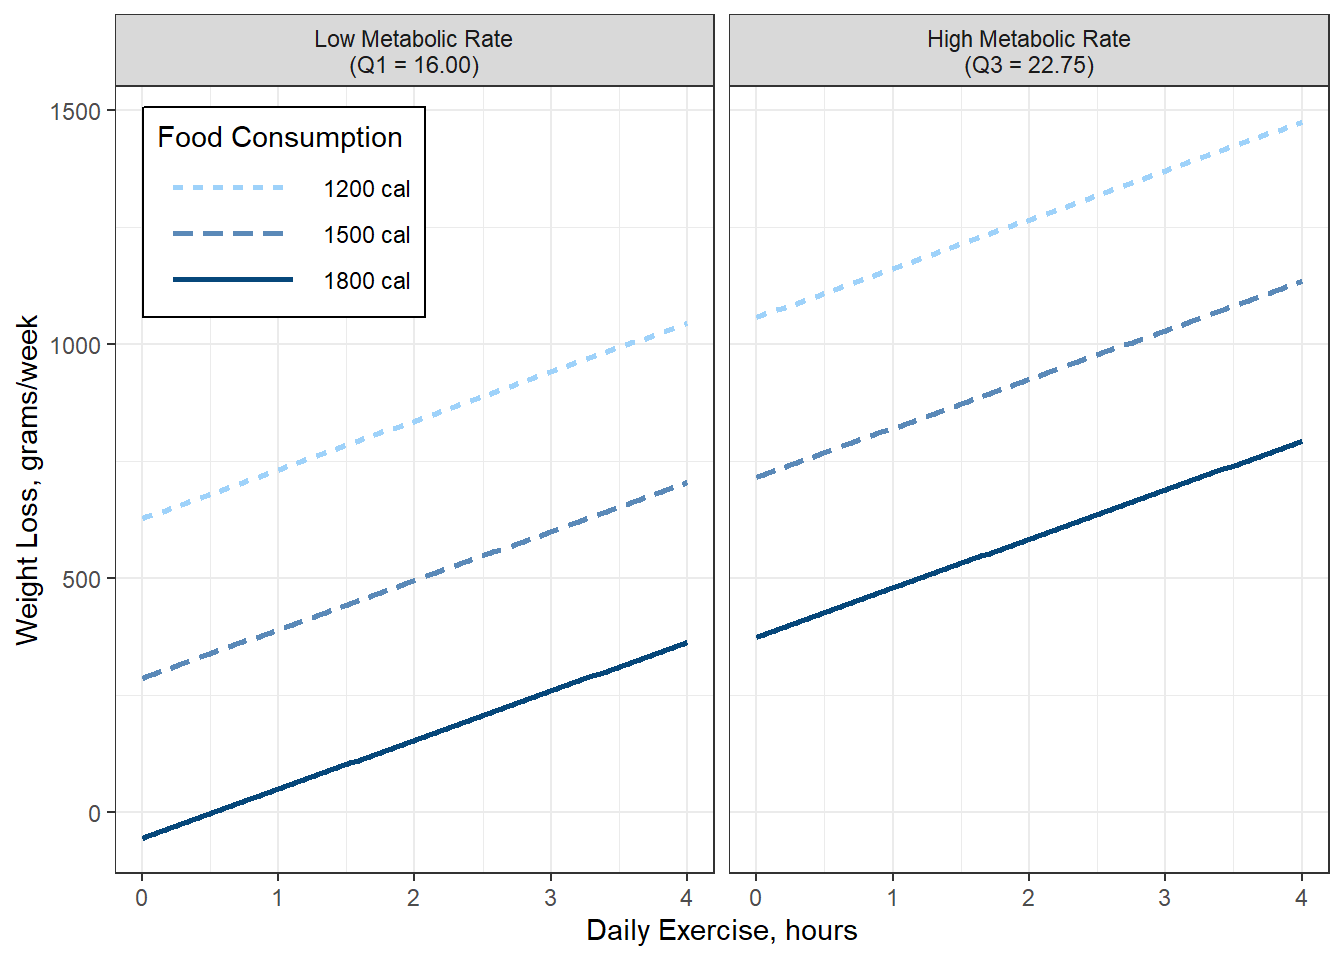 Low Metabolic Rate
(Q1 = 16.00)
High Metabolic Rate
(Q3 = 22.75)
Food Consumption
1200 cal
1500 cal
1800 cal
Weight Loss, grams/week
1500
1000
500
0
0 1 2 3 4
0 1 2 3 4
Daily Exercise, hours